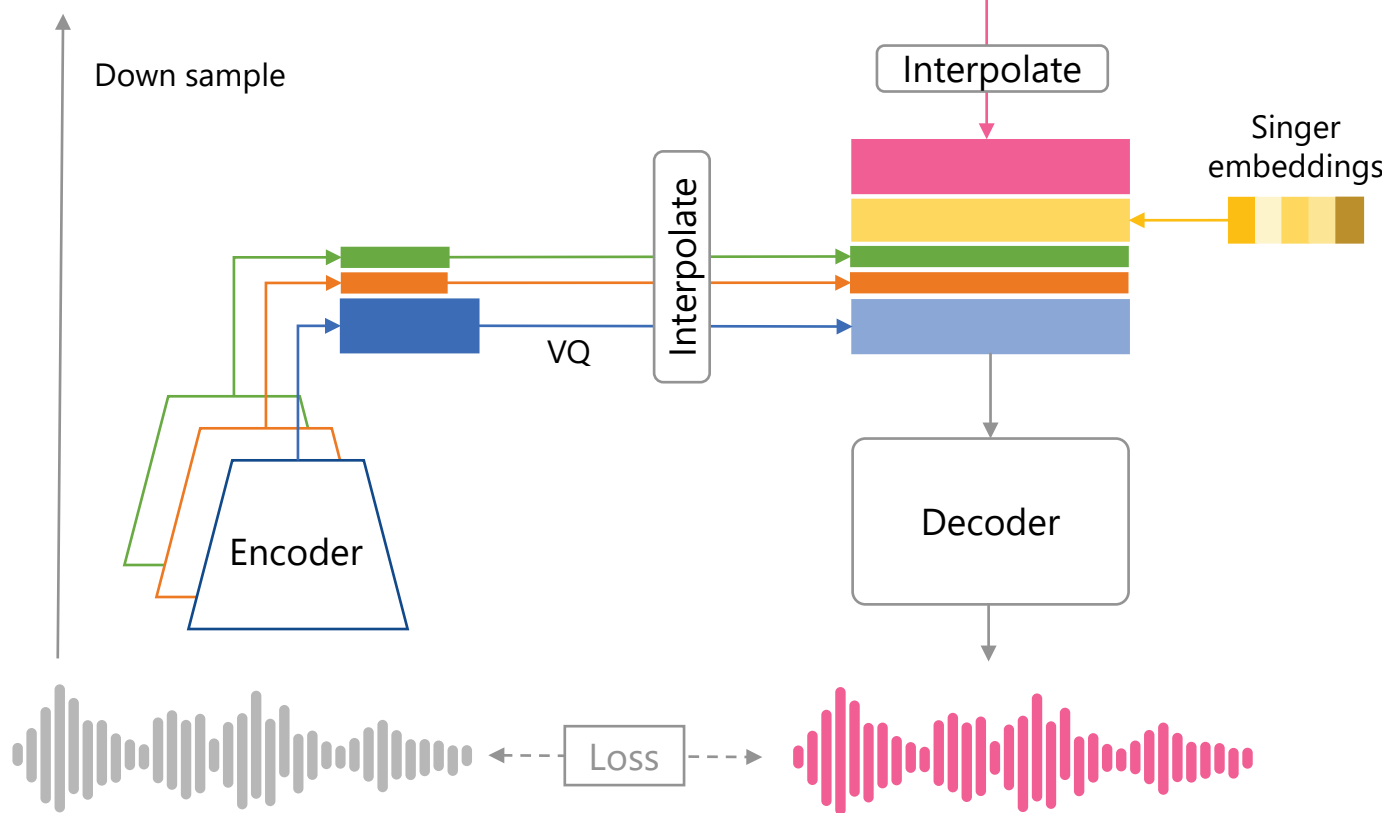 Down sample
Interpolate
Singer
embeddings
Interpolate
VQ
Encoder
Decoder
Loss